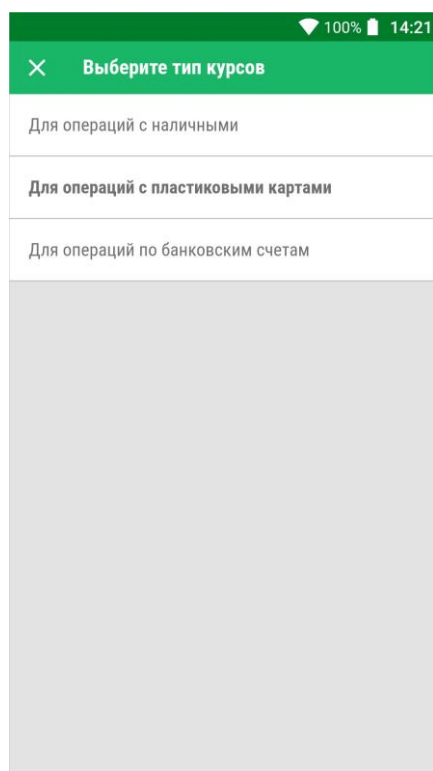 100% 14:21
Выберите тип курсов
Для операций с наличными
Для операций с пластиковыми картами
Для операций по банковским счетам